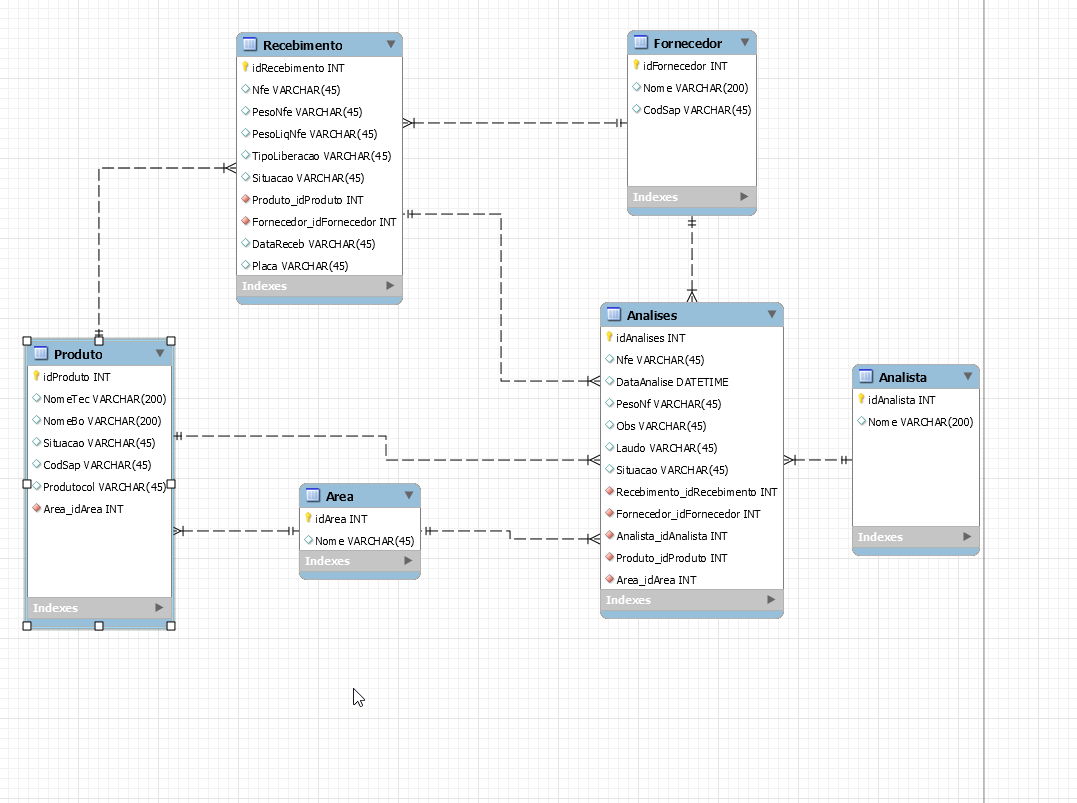 Recebimento
idRecebimento INT
Nfe VARCHAR(45)
PesoNfe VARCHAR(45)
PesoLiqNfe VARCHAR(45)
TipoLiberacao VARCHAR(45)
Situacao VARCHAR(45)
Produto_idProduto INT
Fornecedor_idFornecedor INT
DataReceb VARCHAR(45)
Placa VARCHAR(45)
Indexes
Fornecedor
idFornecedor INT
Nome VARCHAR(200)
CodSap VARCHAR(45)
Indexes
Produto
idProduto INT
NomeTec VARCHAR(200)
NomeBo VARCHAR(200)
Situacao VARCHAR(45)
CodSap VARCHAR(45)
Produtocol VARCHAR(45)
Area_idArea INT
Indexes
Area
idArea INT
Nome VARCHAR(45)
Indexes
Analises
idAnalises INT
Nfe VARCHAR(45)
DataAnalise DATETIME
PesoNf VARCHAR(45)
Obs VARCHAR(45)
Laudo VARCHAR(45)
Situacao VARCHAR(45)
Recebimento_idRecebimento INT
Fornecedor_idFornecedor INT
Analista_idAnalista INT
Produto_idProduto INT
Area_idArea INT
Indexes
Analista
idAnalista INT
Nome VARCHAR(200)
Indexes